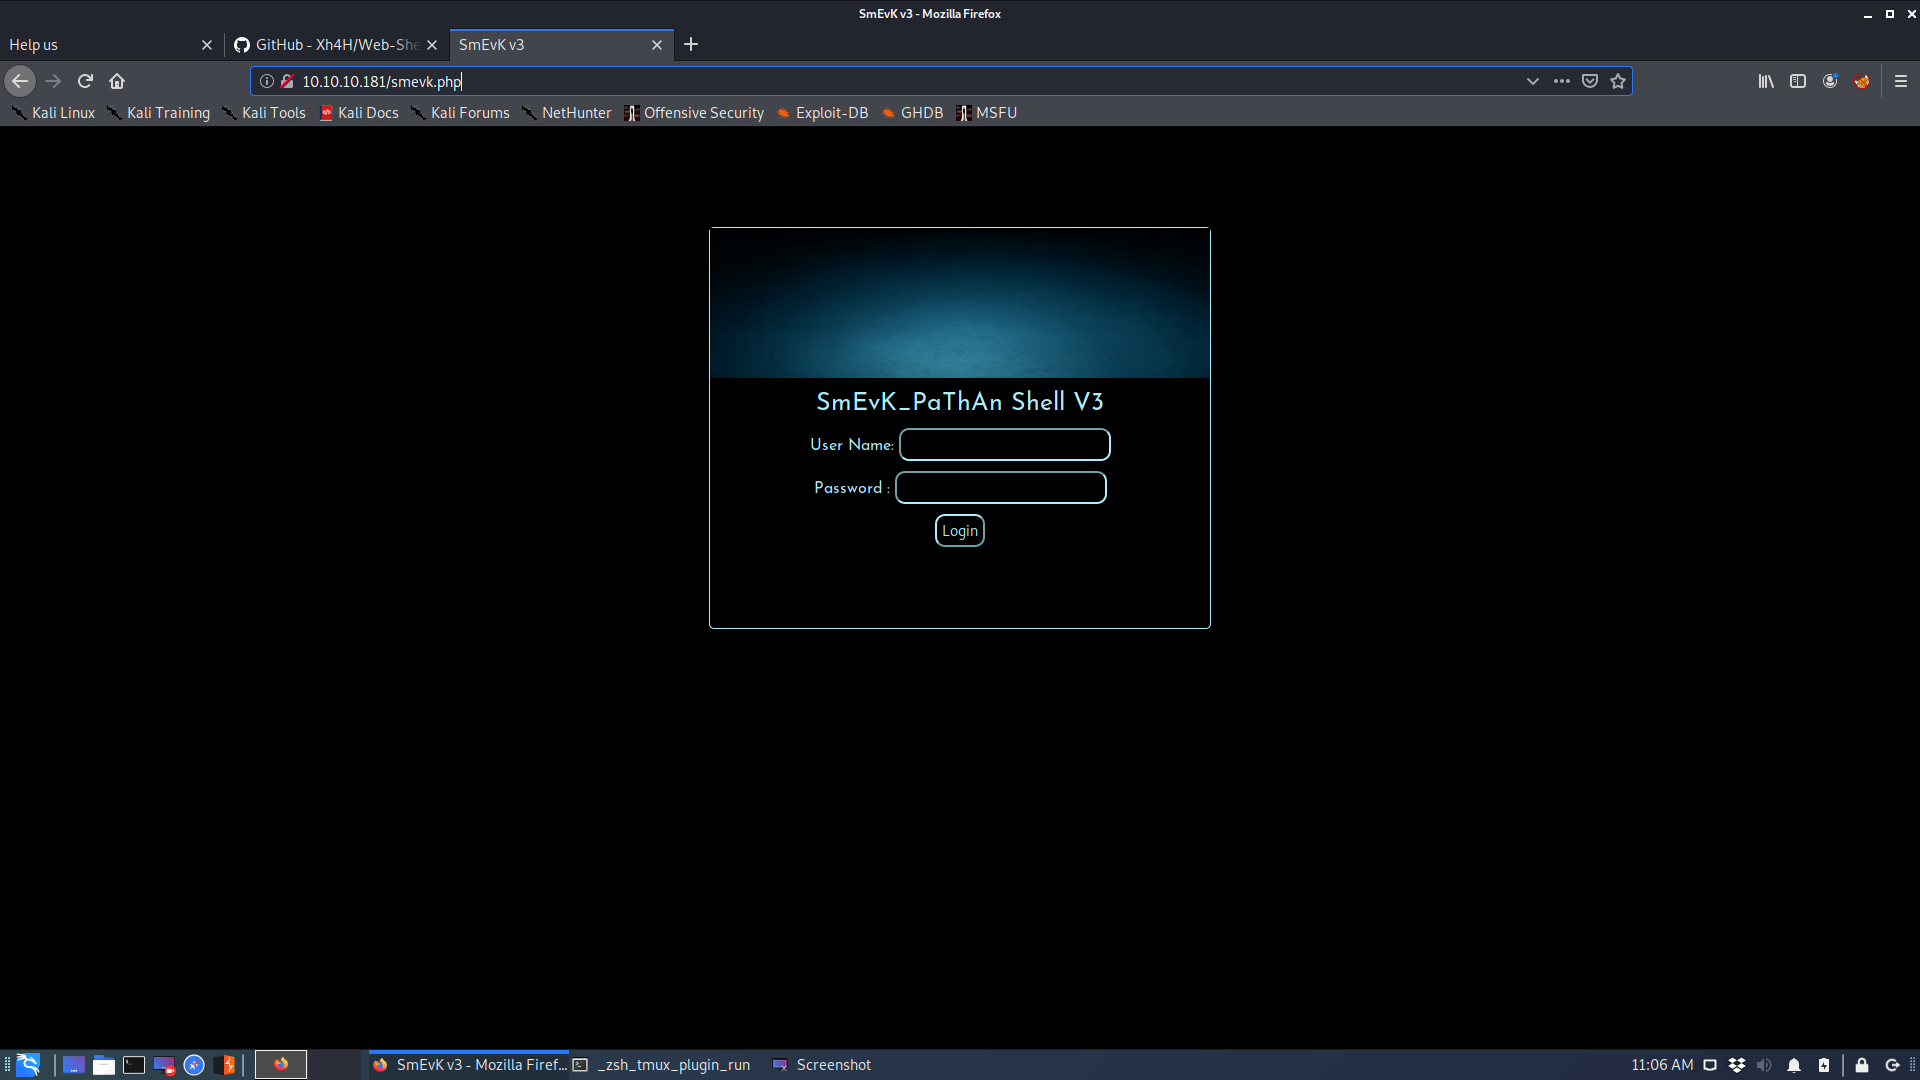 SmEvK v3 - Mozilla Firefox
Help us
GitHub - Xh4H/Web-She
SmEvK v3
10.10.10.181/smevk.php
Kali Linux
Kali Training
Kali Tools
Kali Docs
Kali Forums
NetHunter
Offensive Security
Exploit-DB
GHDB
MSFU
SmEvK_PaThAn Shell V3
User Name:
Password :
Login
SmEvK v3 - Mozilla Firef...
_zsh_tmux_plugin_run
Screenshot
11:06 AM